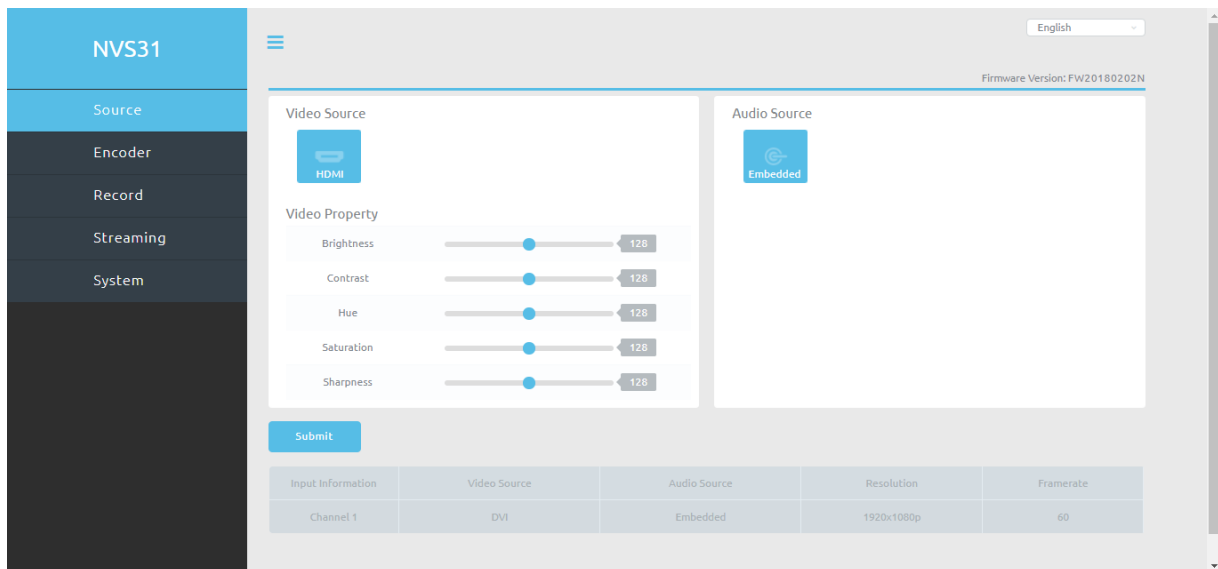 NVS31
English
Firmware Version: FW20180202N
Source
Encoder
Record
Streaming
System
Video Source
HDMI
Video Property
Brightness 128
Contrast 128
Hue 128
Saturation 128
Sharpness 128
Audio Source
Embedded
Submit
Input Information Video Source Audio Source Resolution Framerate
Channel 1 DVI Embedded 1920x1080p 60